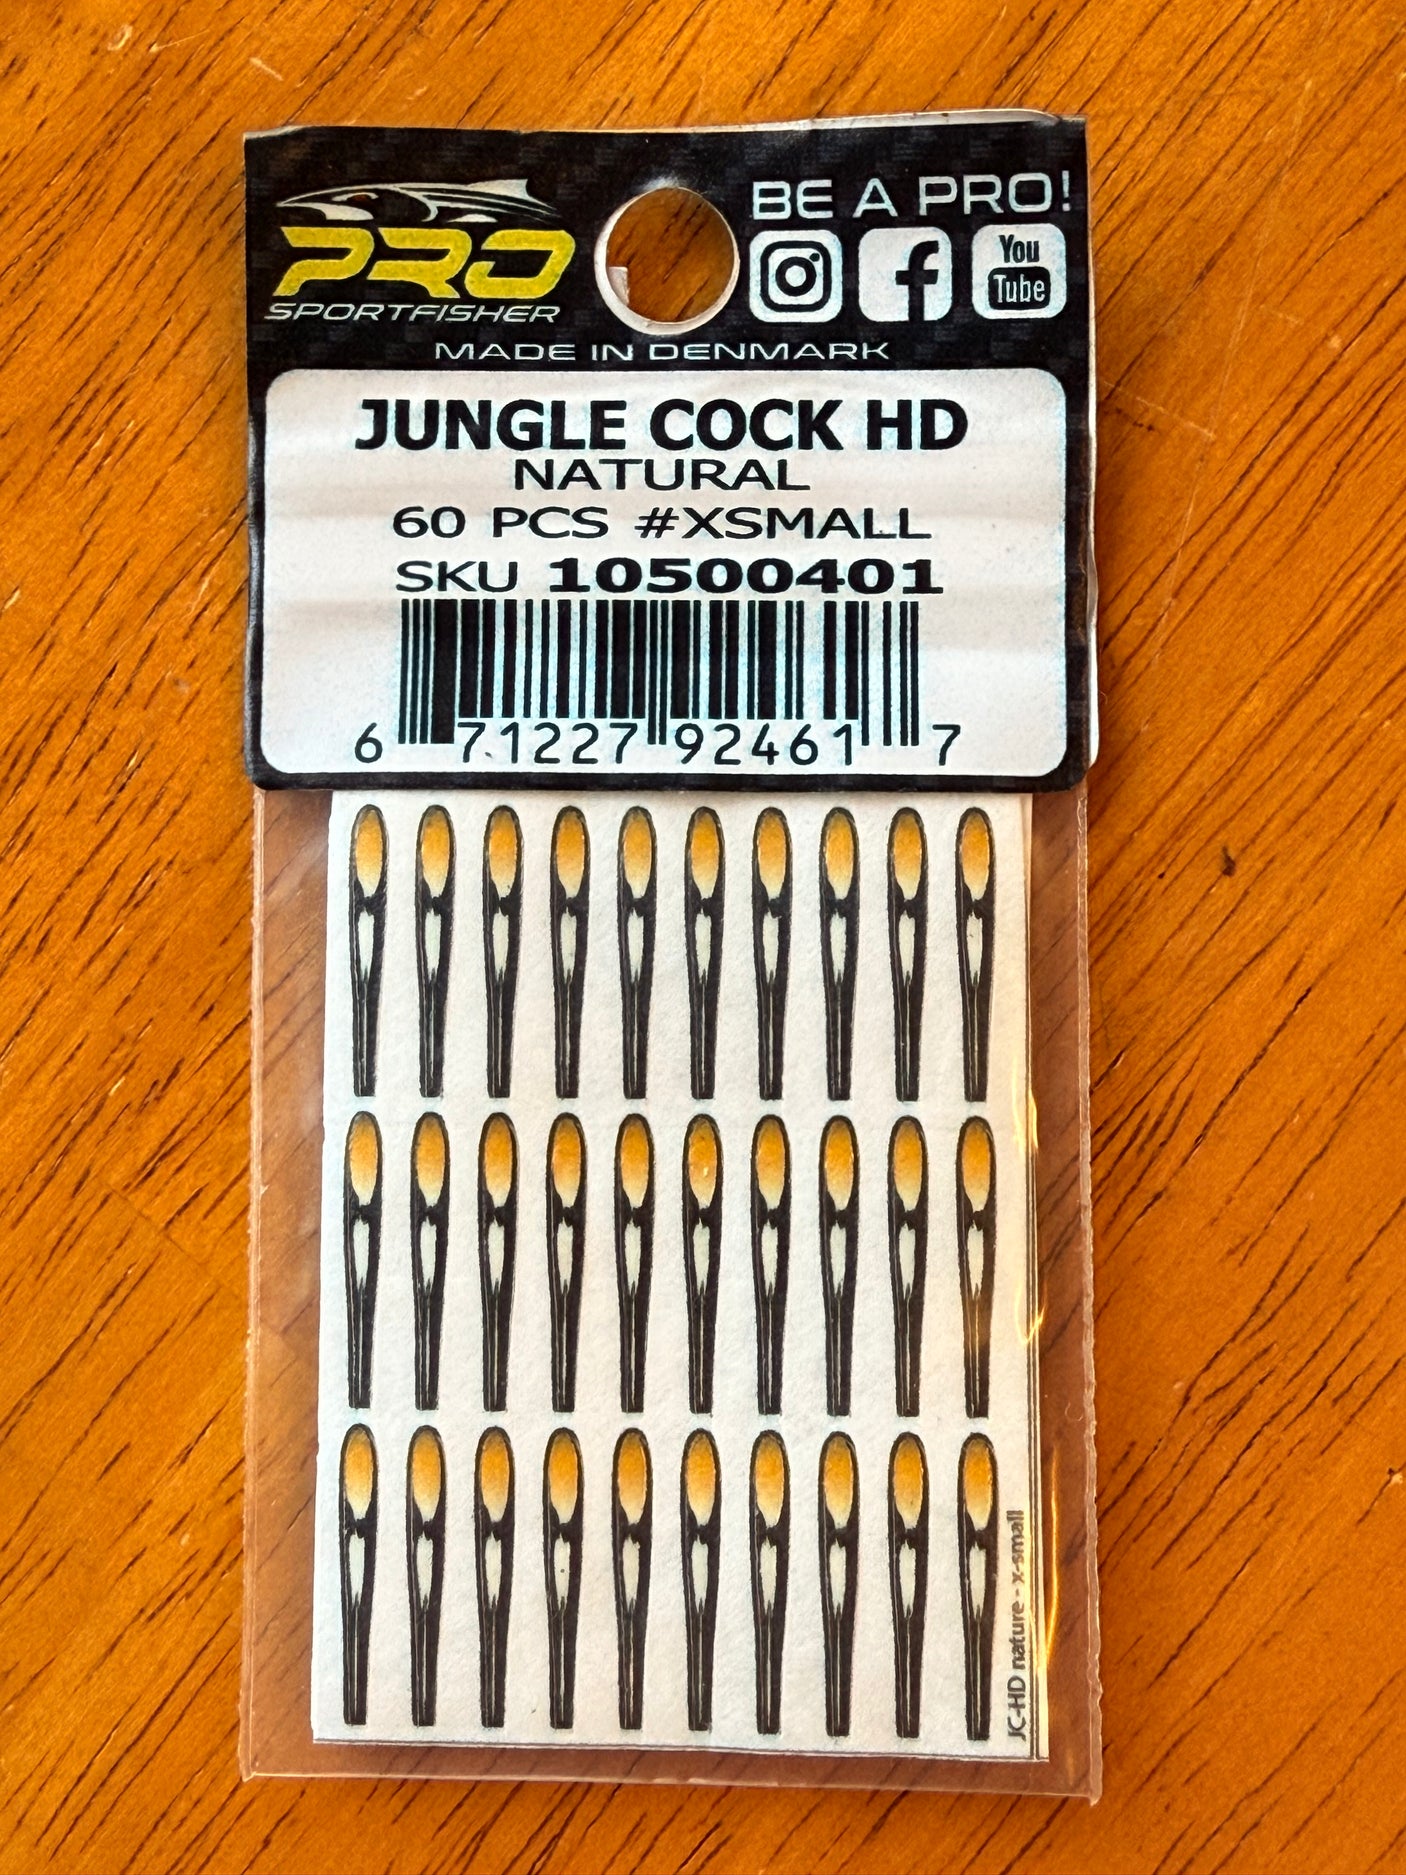 PRO
SPORTFISHER
BE A PRO!
You
Tube
MADE IN DENMARK
JUNGLE COCK HD
NATURAL
60 PCS #XSMALL
SKU 10500401
6 71227 92461 7
JC-HD nature - x-small